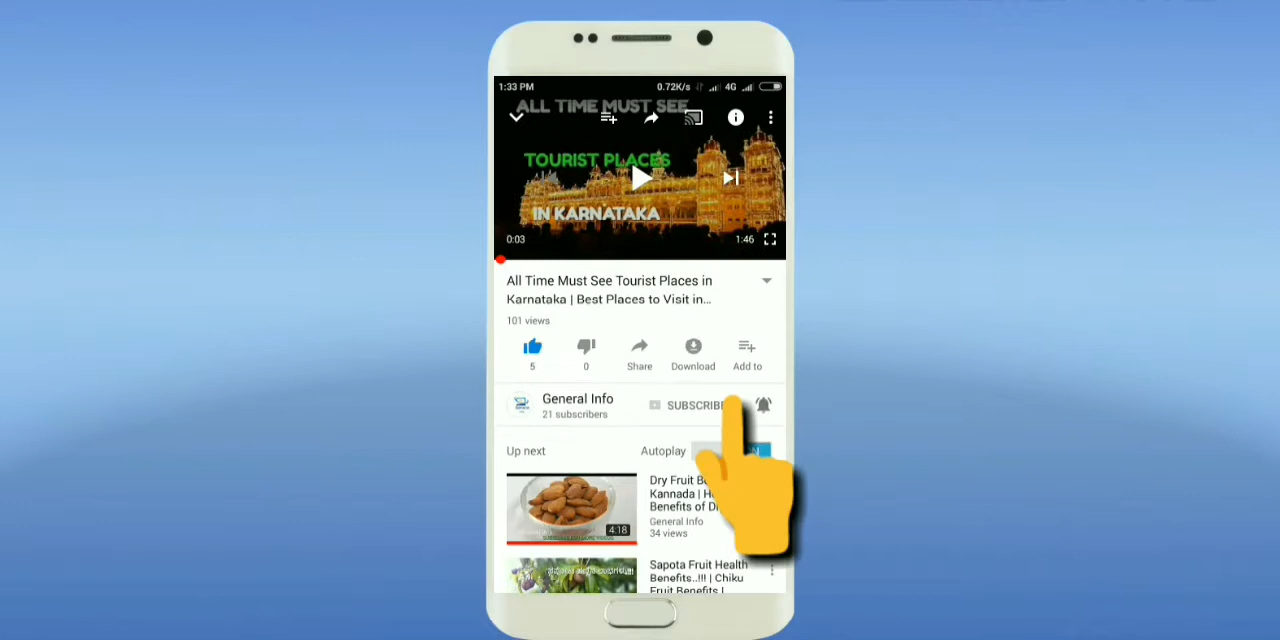 1:33 PM 0.72K/s 4G
ALL TIME MUST SEE
TOURIST PLACES
IN KARNATAKA
0:03 1:46
All Time Must See Tourist Places in
Karnataka | Best Places to Visit in...
101 views
5 0 Share Download Add to
General Info
21 subscribers
SUBSCRIBE
Up next Autoplay
Dry Fruit
Kannada |
Benefits of
General Info
34 views
4:18
Sapota Fruit Health
Benefits..!!! | Chiku
Fruit Benefits |